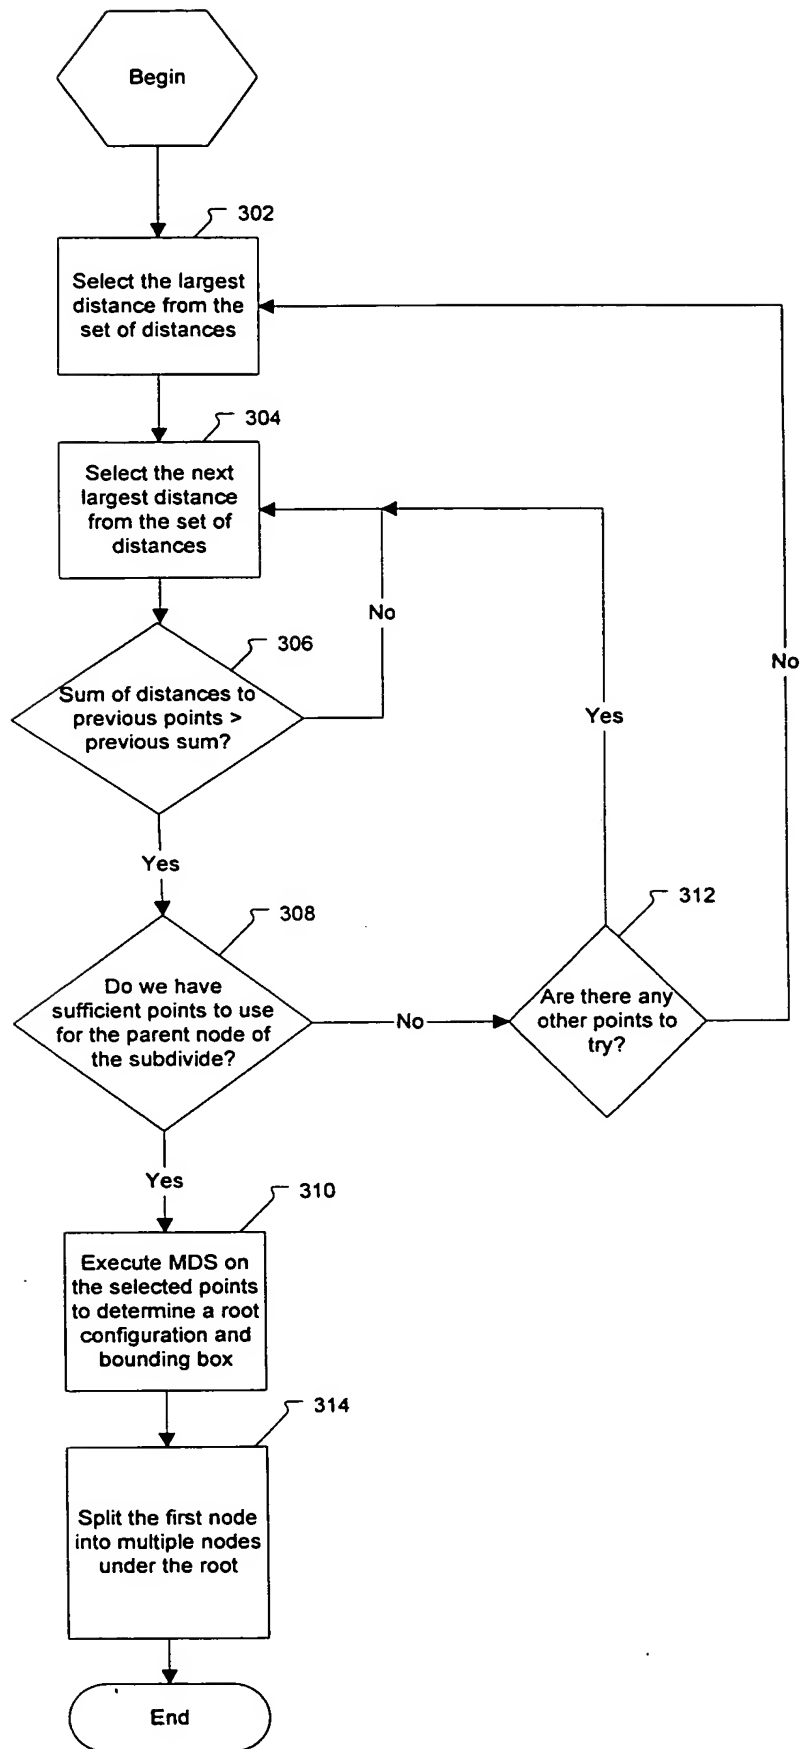 Begin
302
Select the largest
distance from the
set of distances
304
Select the next
largest distance
from the set of
distances
No
306
Sum of distances to
previous points >
previous sum?
No
Yes
Yes
308
312
Do we have
sufficient points to use
for the parent node of
the subdivide?
No
Are there any
other points to
try?
Yes
310
Execute MDS on
the selected points
to determine a root
configuration and
bounding box
314
Split the first node
into multiple nodes
under the root
End